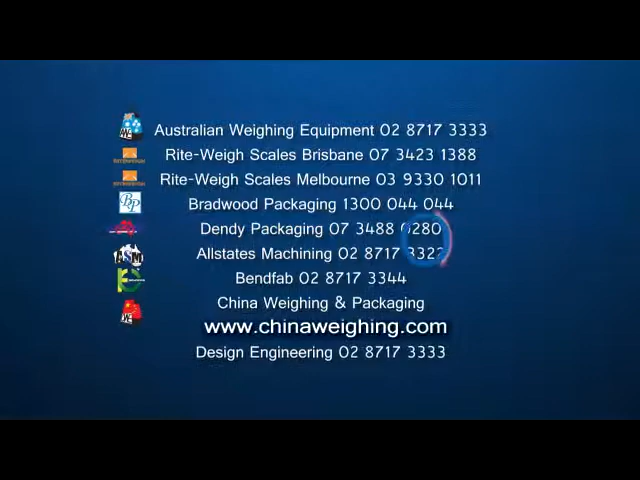 Australian Weighing Equipment 02 8717 3333
Rite-Weigh Scales Brisbane 07 3423 1388
Rite-Weigh Scales Melbourne 03 9330 1011
Bradwood Packaging 1300 044 044
Dendy Packaging 07 3488 0280
Allstates Machining 02 8717 3322
Bendfab 02 8717 3344
China Weighing & Packaging
www.chinaweighing.com
Design Engineering 02 8717 3333